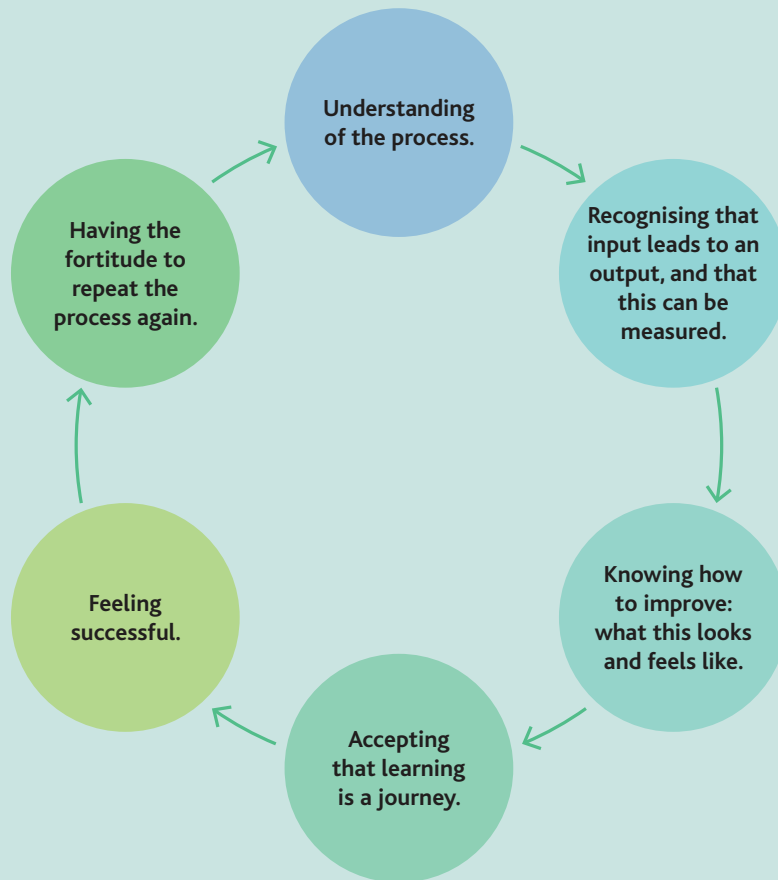 Understanding
of the process.
Recognising that
input leads to an
output, and that
this can be
measured.
Knowing how
to improve:
what this looks
and feels like.
Accepting
that learning
is a journey.
Feeling
successful.
Having the
fortitude to
repeat the
process again.